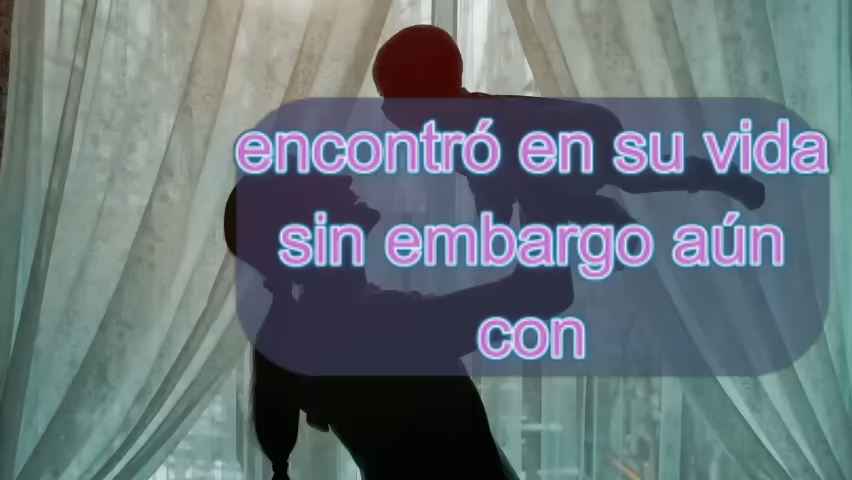 encontró en su vida
sin embargo aún
con